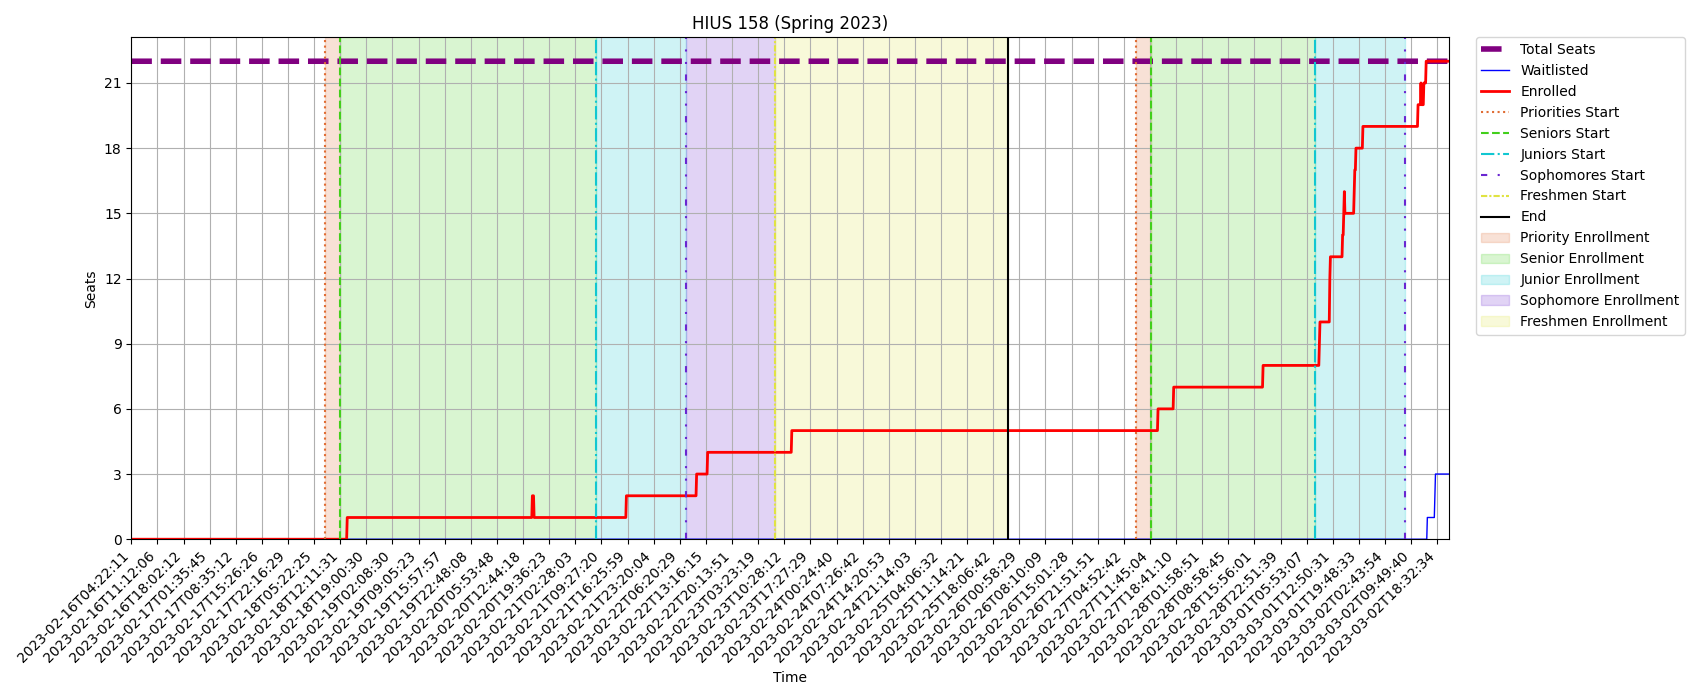 HIUS 158 (Spring 2023)
Seats
21
18
15
12
9
6
3
0
2023-02-16T04:22:11
2023-02-16T11:12:06
2023-02-16T18:02:12
2023-02-17T01:35:45
2023-02-17T08:35:12
2023-02-17T15:26:26
2023-02-17T22:16:29
2023-02-18T05:22:25
2023-02-18T12:11:31
2023-02-18T19:00:30
2023-02-19T02:08:30
2023-02-19T09:05:23
2023-02-19T15:57:57
2023-02-19T22:48:08
2023-02-20T05:53:48
2023-02-20T12:44:18
2023-02-20T19:36:23
2023-02-21T02:28:03
2023-02-21T09:27:20
2023-02-21T16:25:59
2023-02-21T23:20:04
2023-02-22T06:20:29
2023-02-22T13:16:15
2023-02-22T20:13:51
2023-02-23T03:23:19
2023-02-23T10:28:12
2023-02-23T17:27:29
2023-02-24T00:24:40
2023-02-24T07:26:42
2023-02-24T14:20:53
2023-02-24T21:14:03
2023-02-25T04:06:32
2023-02-25T11:14:21
2023-02-25T18:06:42
2023-02-26T00:58:29
2023-02-26T08:10:09
2023-02-26T15:01:28
2023-02-26T21:51:51
2023-02-27T04:52:42
2023-02-27T11:45:04
2023-02-27T18:41:10
2023-02-28T01:58:51
2023-02-28T08:58:45
2023-02-28T15:56:01
2023-02-28T22:51:39
2023-03-01T05:53:07
2023-03-01T12:50:31
2023-03-01T19:48:33
2023-03-02T02:43:54
2023-03-02T09:49:40
2023-03-02T18:32:34
Time
Total Seats
Waitlisted
Enrolled
Priorities Start
Seniors Start
Juniors Start
Sophomores Start
Freshmen Start
End
Priority Enrollment
Senior Enrollment
Junior Enrollment
Sophomore Enrollment
Freshmen Enrollment